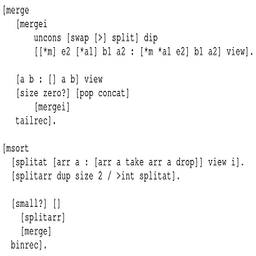 [merge
[mergei
uncons [swap [>] split] dip
[[*m] e2 [*a1] b1 a2 : [*m *a1 e2] b1 a2] view].
[a b : [] a b] view
[size zero?] [pop concat]
[mergei]
tailrec].
[msort
[splitat [arr a : [arr a take arr a drop]] view i].
[splitarr dup size 2 / >int splitat].
[small?] []
[splitarr]
[merge]
binrec].